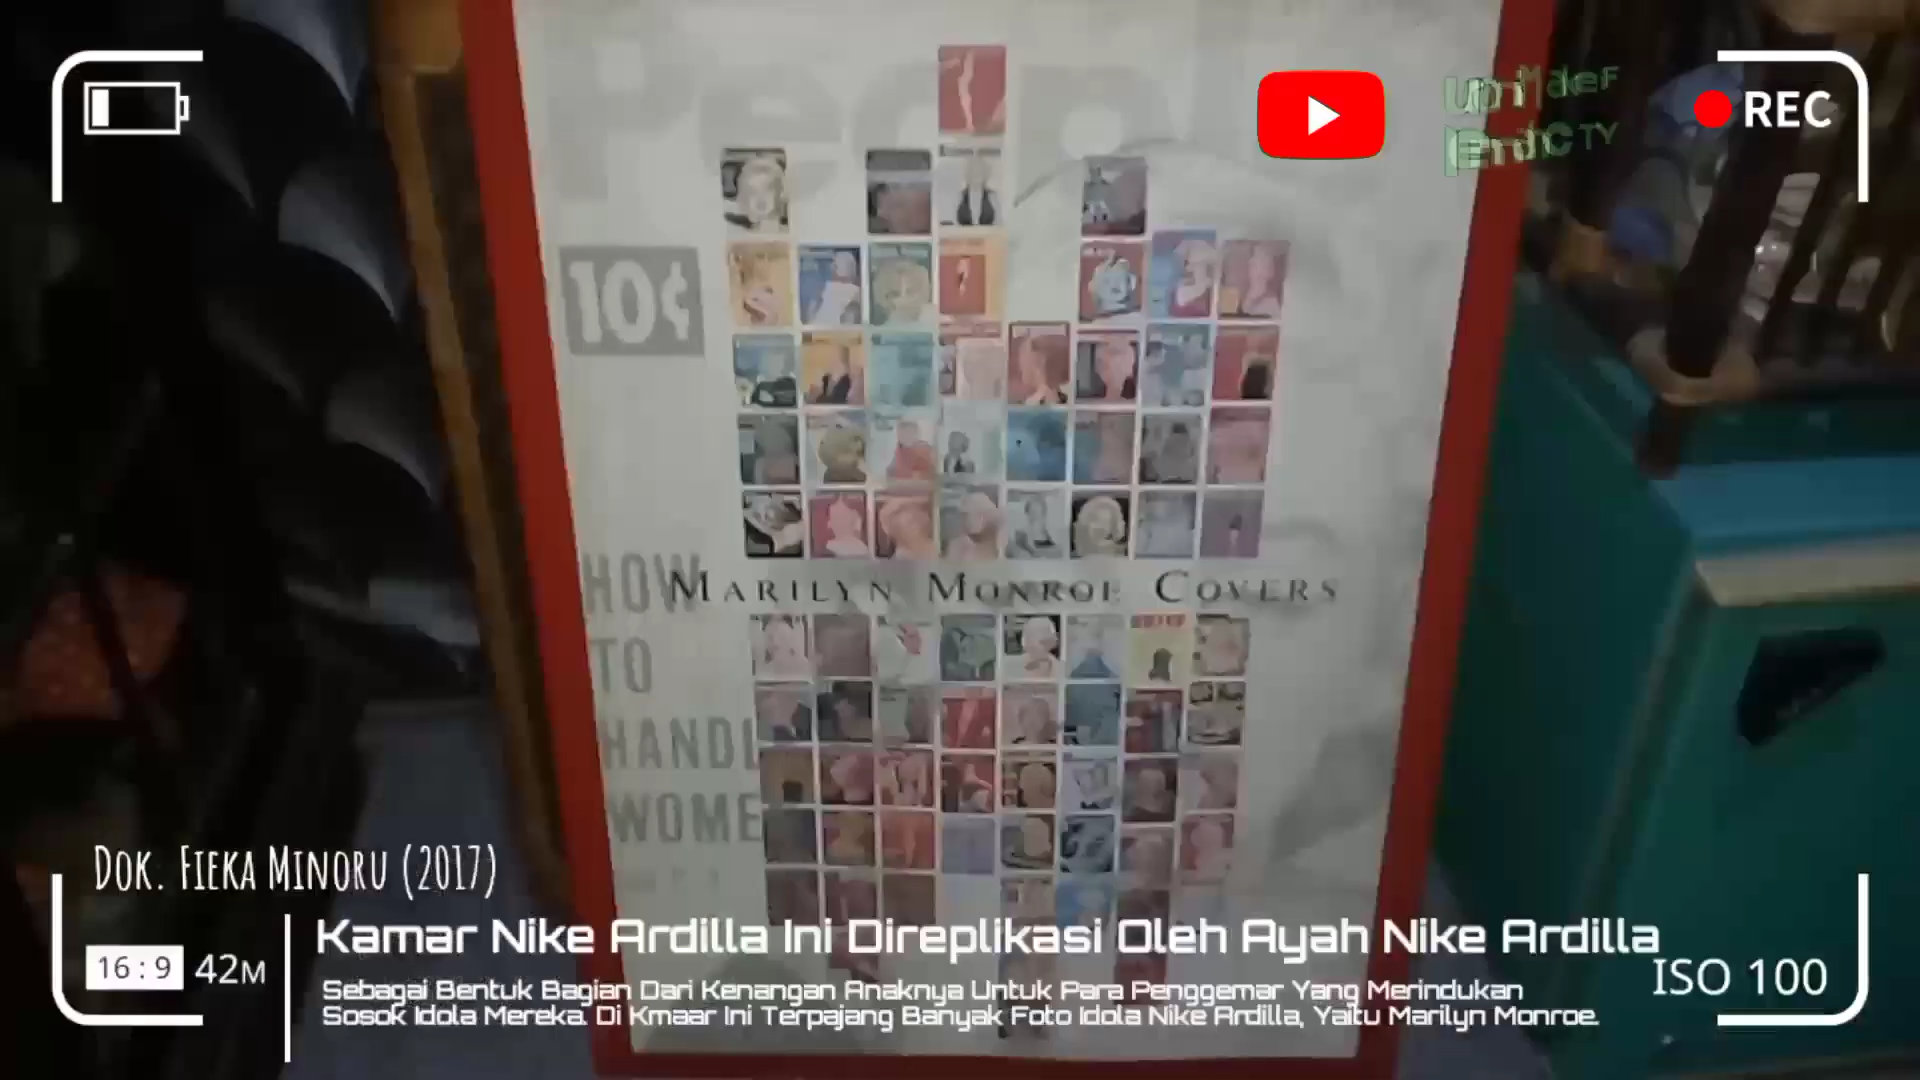 REC
10¢
HOW
MARILYN MONROE COVERS
TO
HANDL
WOME
DOK. FIEKA MINORU (2017)
Kamar Nike Ardilla Ini Direplikasi Oleh Ayah Nike Ardilla
16:9
42M
ISO 100
Sebagai Bentuk Bagian Dari Kenangan Anaknya Untuk Para Penggemar Yang Merindukan
Sosok Idola Mereka. Di Kmaar Ini Terpajang Banyak Foto Idola Nike Ardilla, Yaitu Marilyn Monroe.